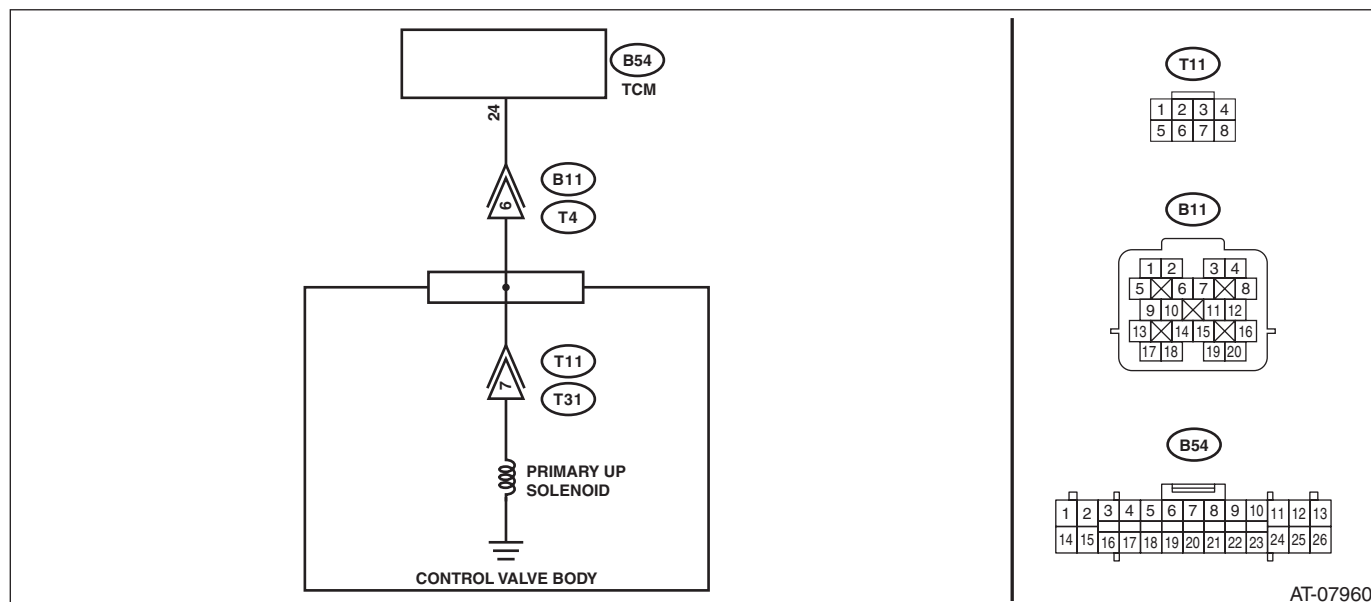 B54
TCM
24
B11
6
T4
T11
7
T31
PRIMARY UP
SOLENOID
CONTROL VALVE BODY
T11
1 2 3 4
5 6 7 8
B11
1 2 3 4
5 6 7 8
9 10 11 12
13 14 15 16
17 18 19 20
B54
1 2 3 4 5 6 7 8 9 10 11 12 13
14 15 16 17 18 19 20 21 22 23 24 25 26
AT-07960